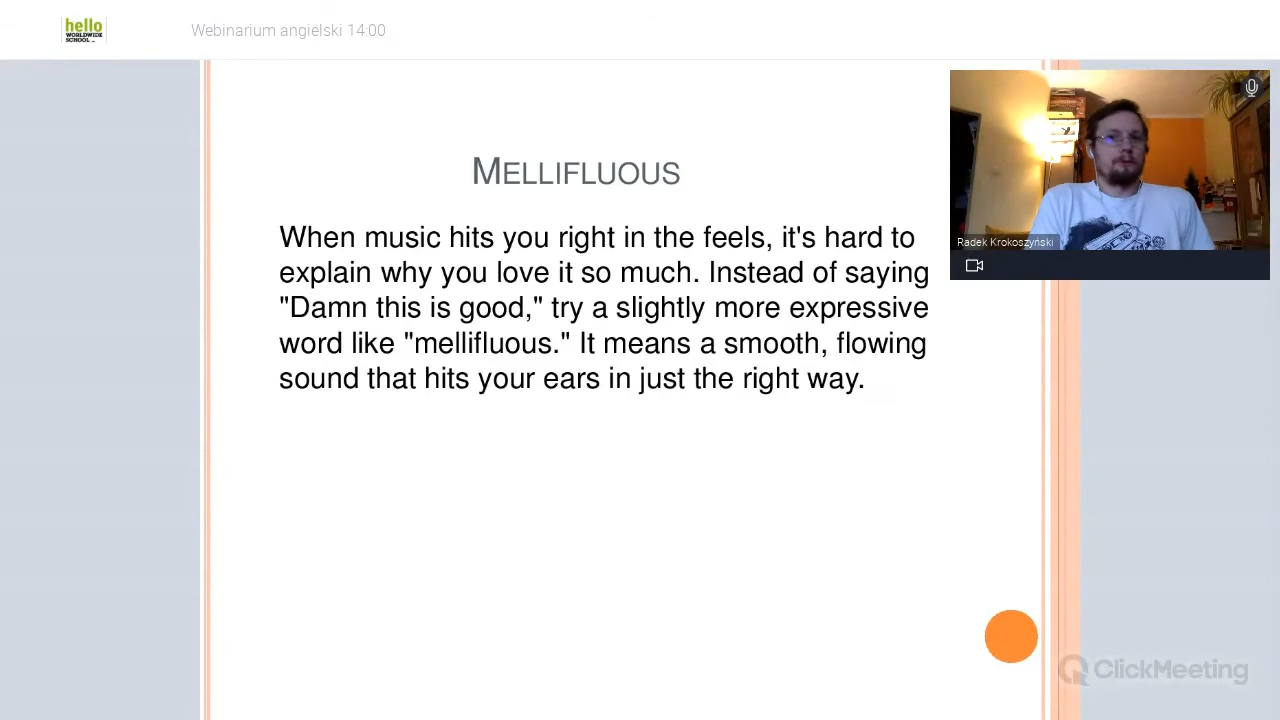 hello
WORLDWIDE
SCHOOL
Webinarium angielski 14:00
MELLIFLUOUS
When music hits you right in the feels, it's hard to
explain why you love it so much. Instead of saying
"Damn this is good," try a slightly more expressive
word like "mellifluous." It means a smooth, flowing
sound that hits your ears in just the right way.
Radek Krokoszyński
ClickMeeting